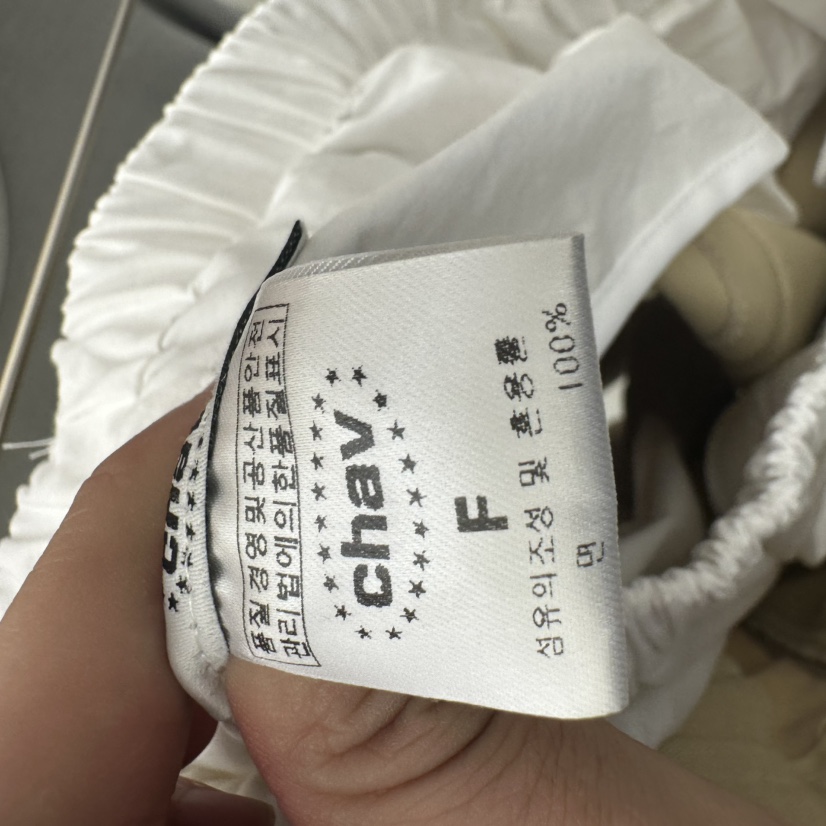 품질경영및공산품안전
관리법에의한품질표시
chav
F
섬유의조성 및 혼용률
면 100%
cha